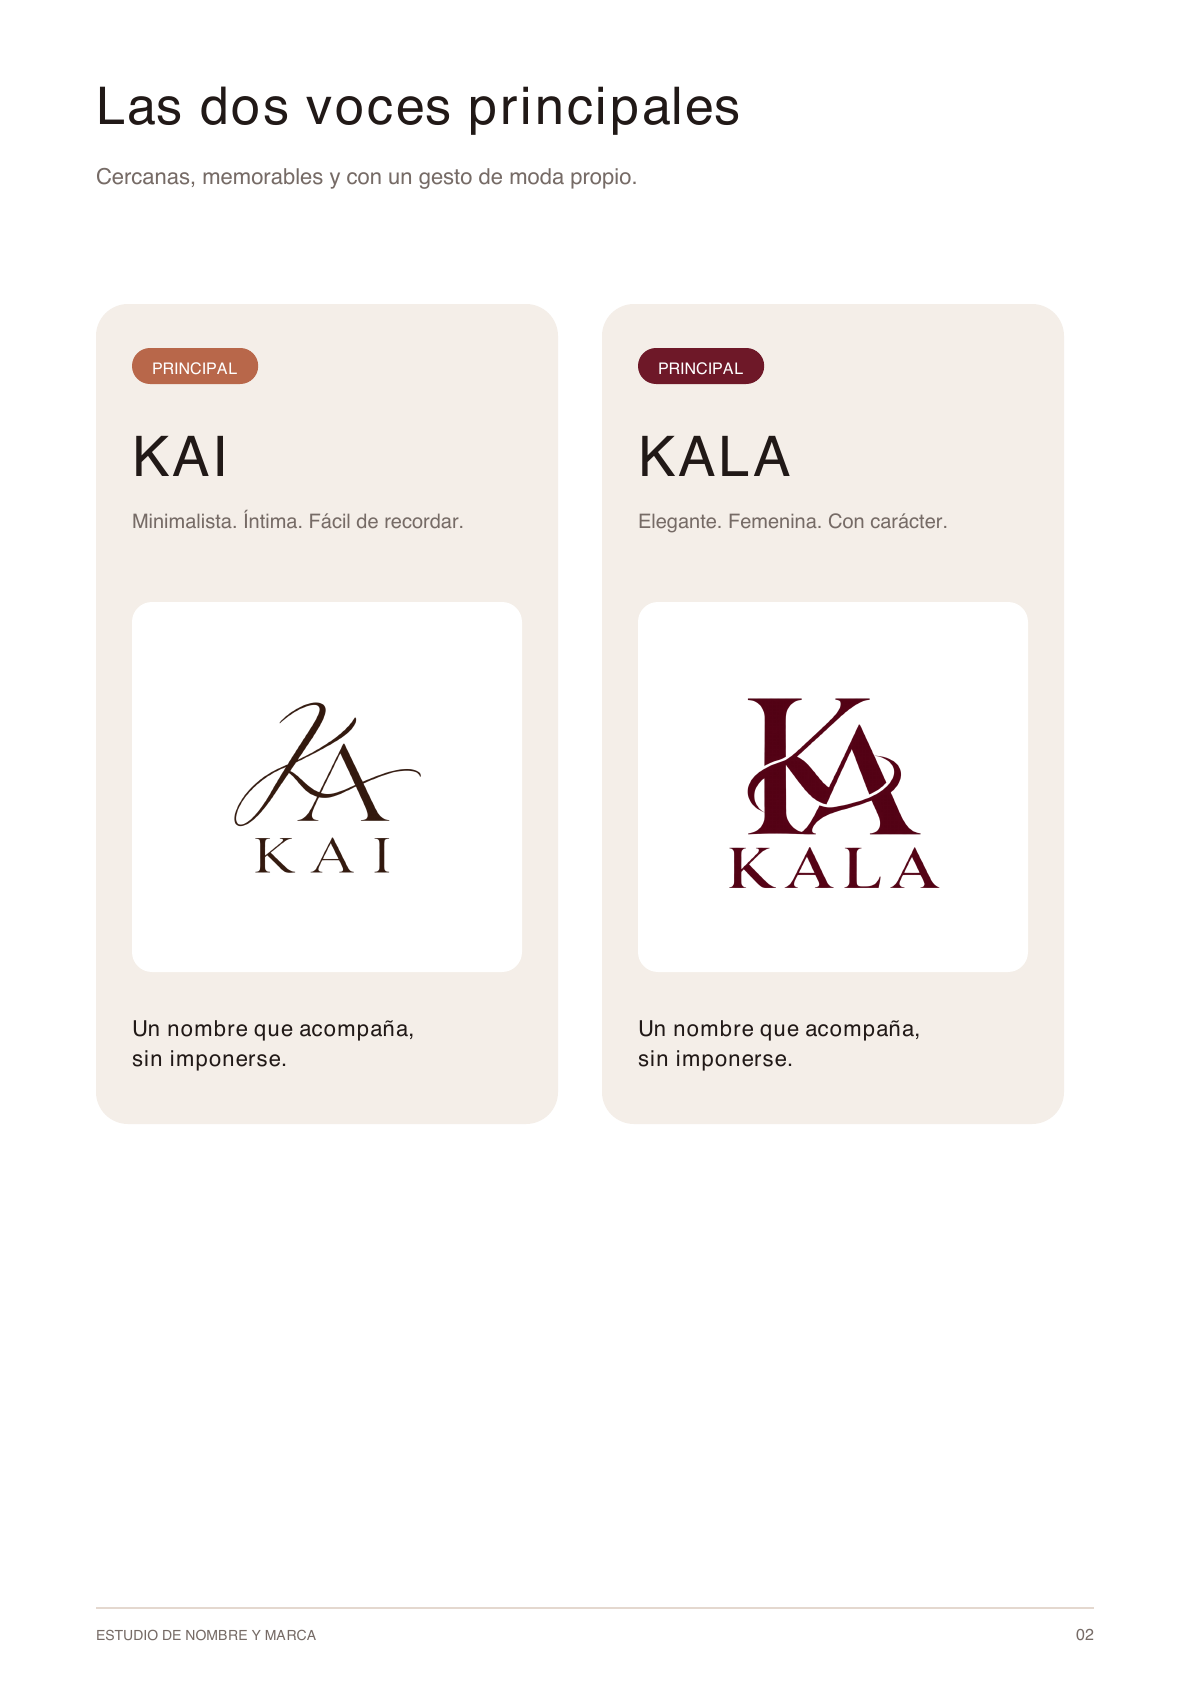 Las dos voces principales
Cercanas, memorables y con un gesto de moda propio.
PRINCIPAL
KAI
Minimalista. Íntima. Fácil de recordar.
KA
KAI
Un nombre que acompaña,
sin imponerse.
PRINCIPAL
KALA
Elegante. Femenina. Con carácter.
KA
KALA
Un nombre que acompaña,
sin imponerse.
ESTUDIO DE NOMBRE Y MARCA
02